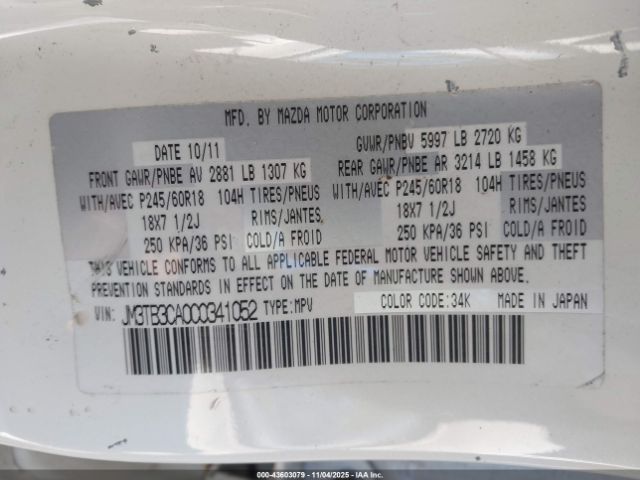 MFD. BY MAZDA MOTOR CORPORATION
DATE 10/11 GVWR/PNBV 5997 LB 2720 KG
FRONT GAWR/PNBE AV 2881 LB 1307 KG REAR GAWR/PNBE AR 3214 LB 1458 KG
WITH/AVEC P245/60R18 104H TIRES/PNEUS WITH/AVEC P245/60R18 104H TIRES/PNEUS
18X7 1/2J RIMS/JANTES 18X7 1/2J RIMS/JANTES
250 KPA/36 PSI COLD/A FROID 250 KPA/36 PSI COLD/A FROID
THIS VEHICLE CONFORMS TO ALL APPLICABLE FEDERAL MOTOR VEHICLE SAFETY AND THEFT
PREVENTION STANDARDS IN EFFECT ON THE DATE OF MANUFACTURE SHOWN ABOVE.
VIN: JM3TB3CA0C0341052 TYPE:MPV COLOR CODE:34K MADE IN JAPAN
000-43603079 - 11/04/2025 - IAA, Inc.